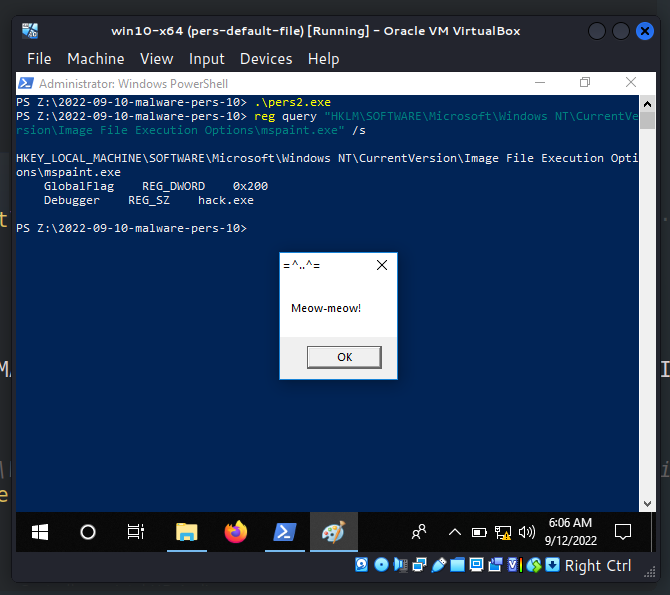 win10-x64 (pers-default-file) [Running] - Oracle VM VirtualBox
File Machine View Input Devices Help
Administrator: Windows PowerShell
PS Z:\2022-09-10-malware-pers-10> .\pers2.exe
PS Z:\2022-09-10-malware-pers-10> reg query "HKLM\SOFTWARE\Microsoft\Windows NT\CurrentVe
rsion\Image File Execution Options\mspaint.exe" /s
HKEY_LOCAL_MACHINE\SOFTWARE\Microsoft\Windows NT\CurrentVersion\Image File Execution Opti
ons\mspaint.exe
GlobalFlag REG_DWORD 0x200
Debugger REG_SZ hack.exe
PS Z:\2022-09-10-malware-pers-10>
=^..^=
Meow-meow!
OK
6:06 AM
9/12/2022
Right Ctrl